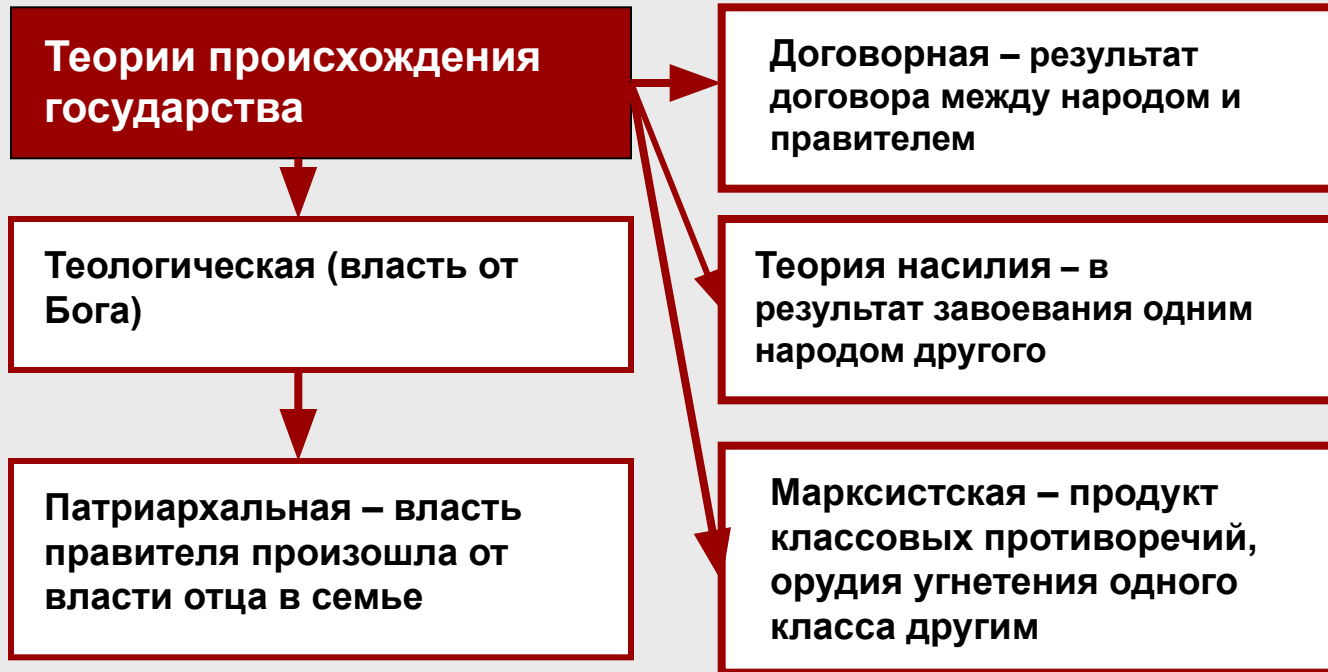 Теории происхождения
государства
Теологическая (власть от
Бога)
Патриархальная – власть
правителя произошла от
власти отца в семье
Договорная – результат
договора между народом и
правителем
Теория насилия – в
результат завоевания одним
народом другого
Марксистская – продукт
классовых противоречий,
орудия угнетения одного
класса другим